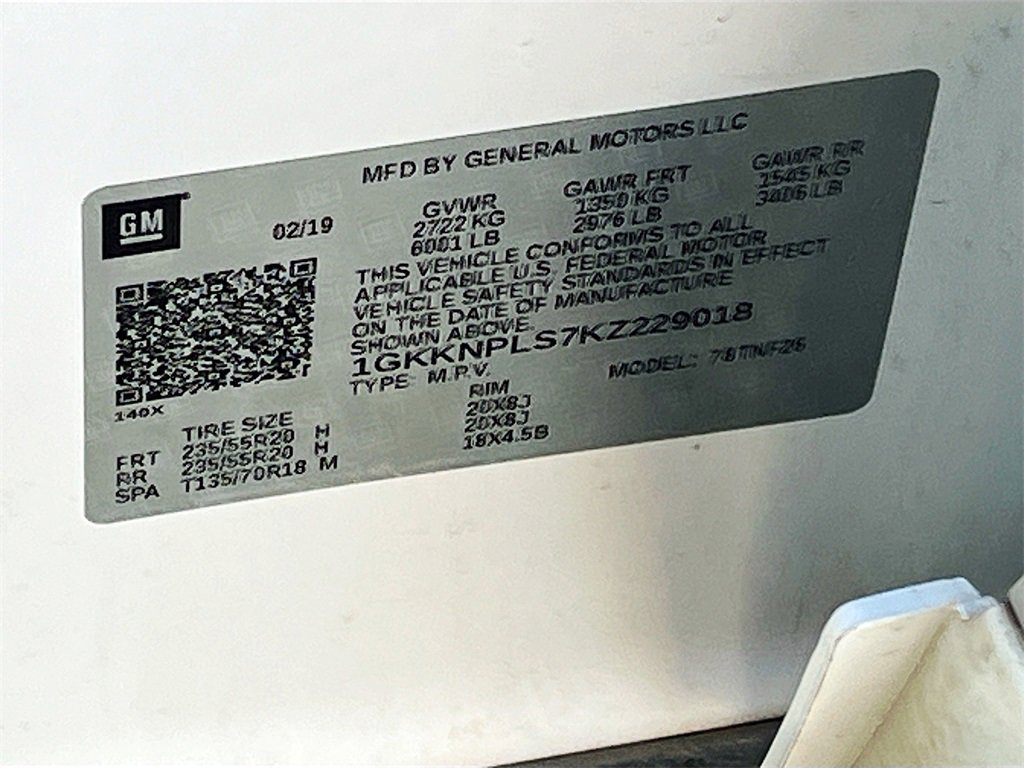 MFD BY GENERAL MOTORS LLC
GM
02/19
GVWR
2722 KG
6001 LB
GAWR FRT
1350 KG
2976 LB
GAWR RR
1545 KG
3406 LB
THIS VEHICLE CONFORMS TO ALL
APPLICABLE U.S. FEDERAL MOTOR
VEHICLE SAFETY STANDARDS IN EFFECT
ON THE DATE OF MANUFACTURE
SHOWN ABOVE.
1GKKNPLS7KZ229018
TYPE: M.P.V.
MODEL:
140X
TIRE SIZE RIM
FRT 235/55R20 H 20X8J
RR 235/55R20 H 20X8J
SPA T135/70R18 M 18X4.5B